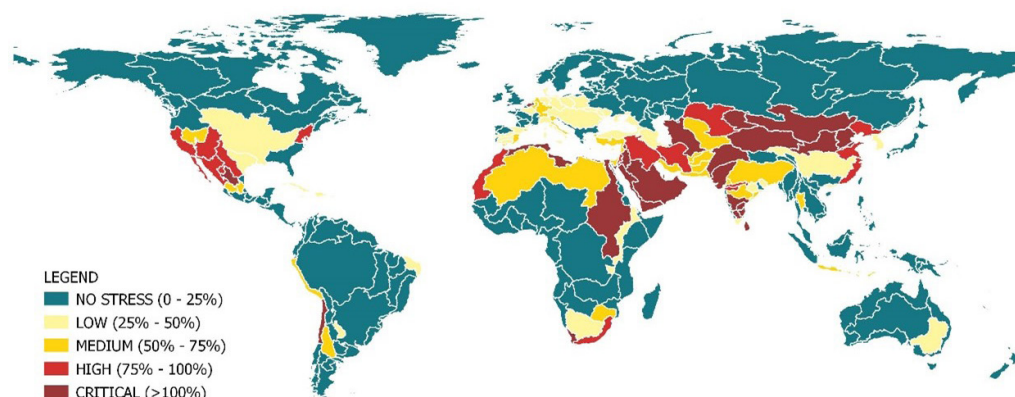 LEGEND
NO STRESS (0 - 25%)
LOW (25% - 50%)
MEDIUM (50% - 75%)
HIGH (75% - 100%)
CRITICAL (>100%)